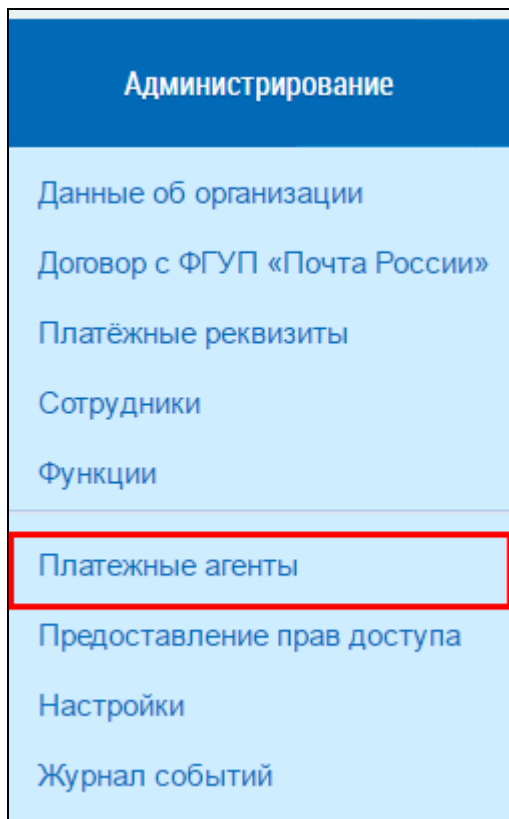 Администрирование
Данные об организации
Договор с ФГУП «Почта России»
Платёжные реквизиты
Сотрудники
Функции
Платежные агенты
Предоставление прав доступа
Настройки
Журнал событий